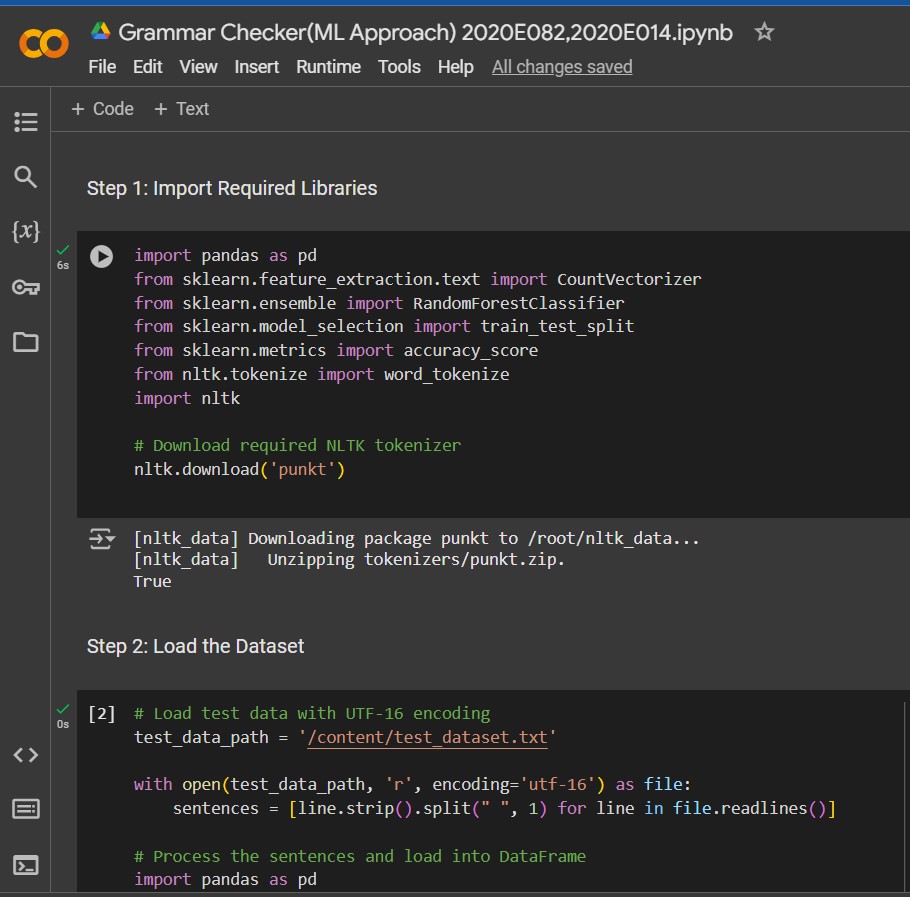 Grammar Checker(ML Approach) 2020E082,2020E014.ipynb
File Edit View Insert Runtime Tools Help All changes saved
+ Code + Text
Step 1: Import Required Libraries
6s
import pandas as pd
from sklearn.feature_extraction.text import CountVectorizer
from sklearn.ensemble import RandomForestClassifier
from sklearn.model_selection import train_test_split
from sklearn.metrics import accuracy_score
from nltk.tokenize import word_tokenize
import nltk
# Download required NLTK tokenizer
nltk.download('punkt')
[nltk_data] Downloading package punkt to /root/nltk_data...
[nltk_data]   Unzipping tokenizers/punkt.zip.
True
Step 2: Load the Dataset
0s
[2] # Load test data with UTF-16 encoding
test_data_path = '/content/test_dataset.txt'
with open(test_data_path, 'r', encoding='utf-16') as file:
    sentences = [line.strip().split(" ", 1) for line in file.readlines()]
# Process the sentences and load into DataFrame
import pandas as pd